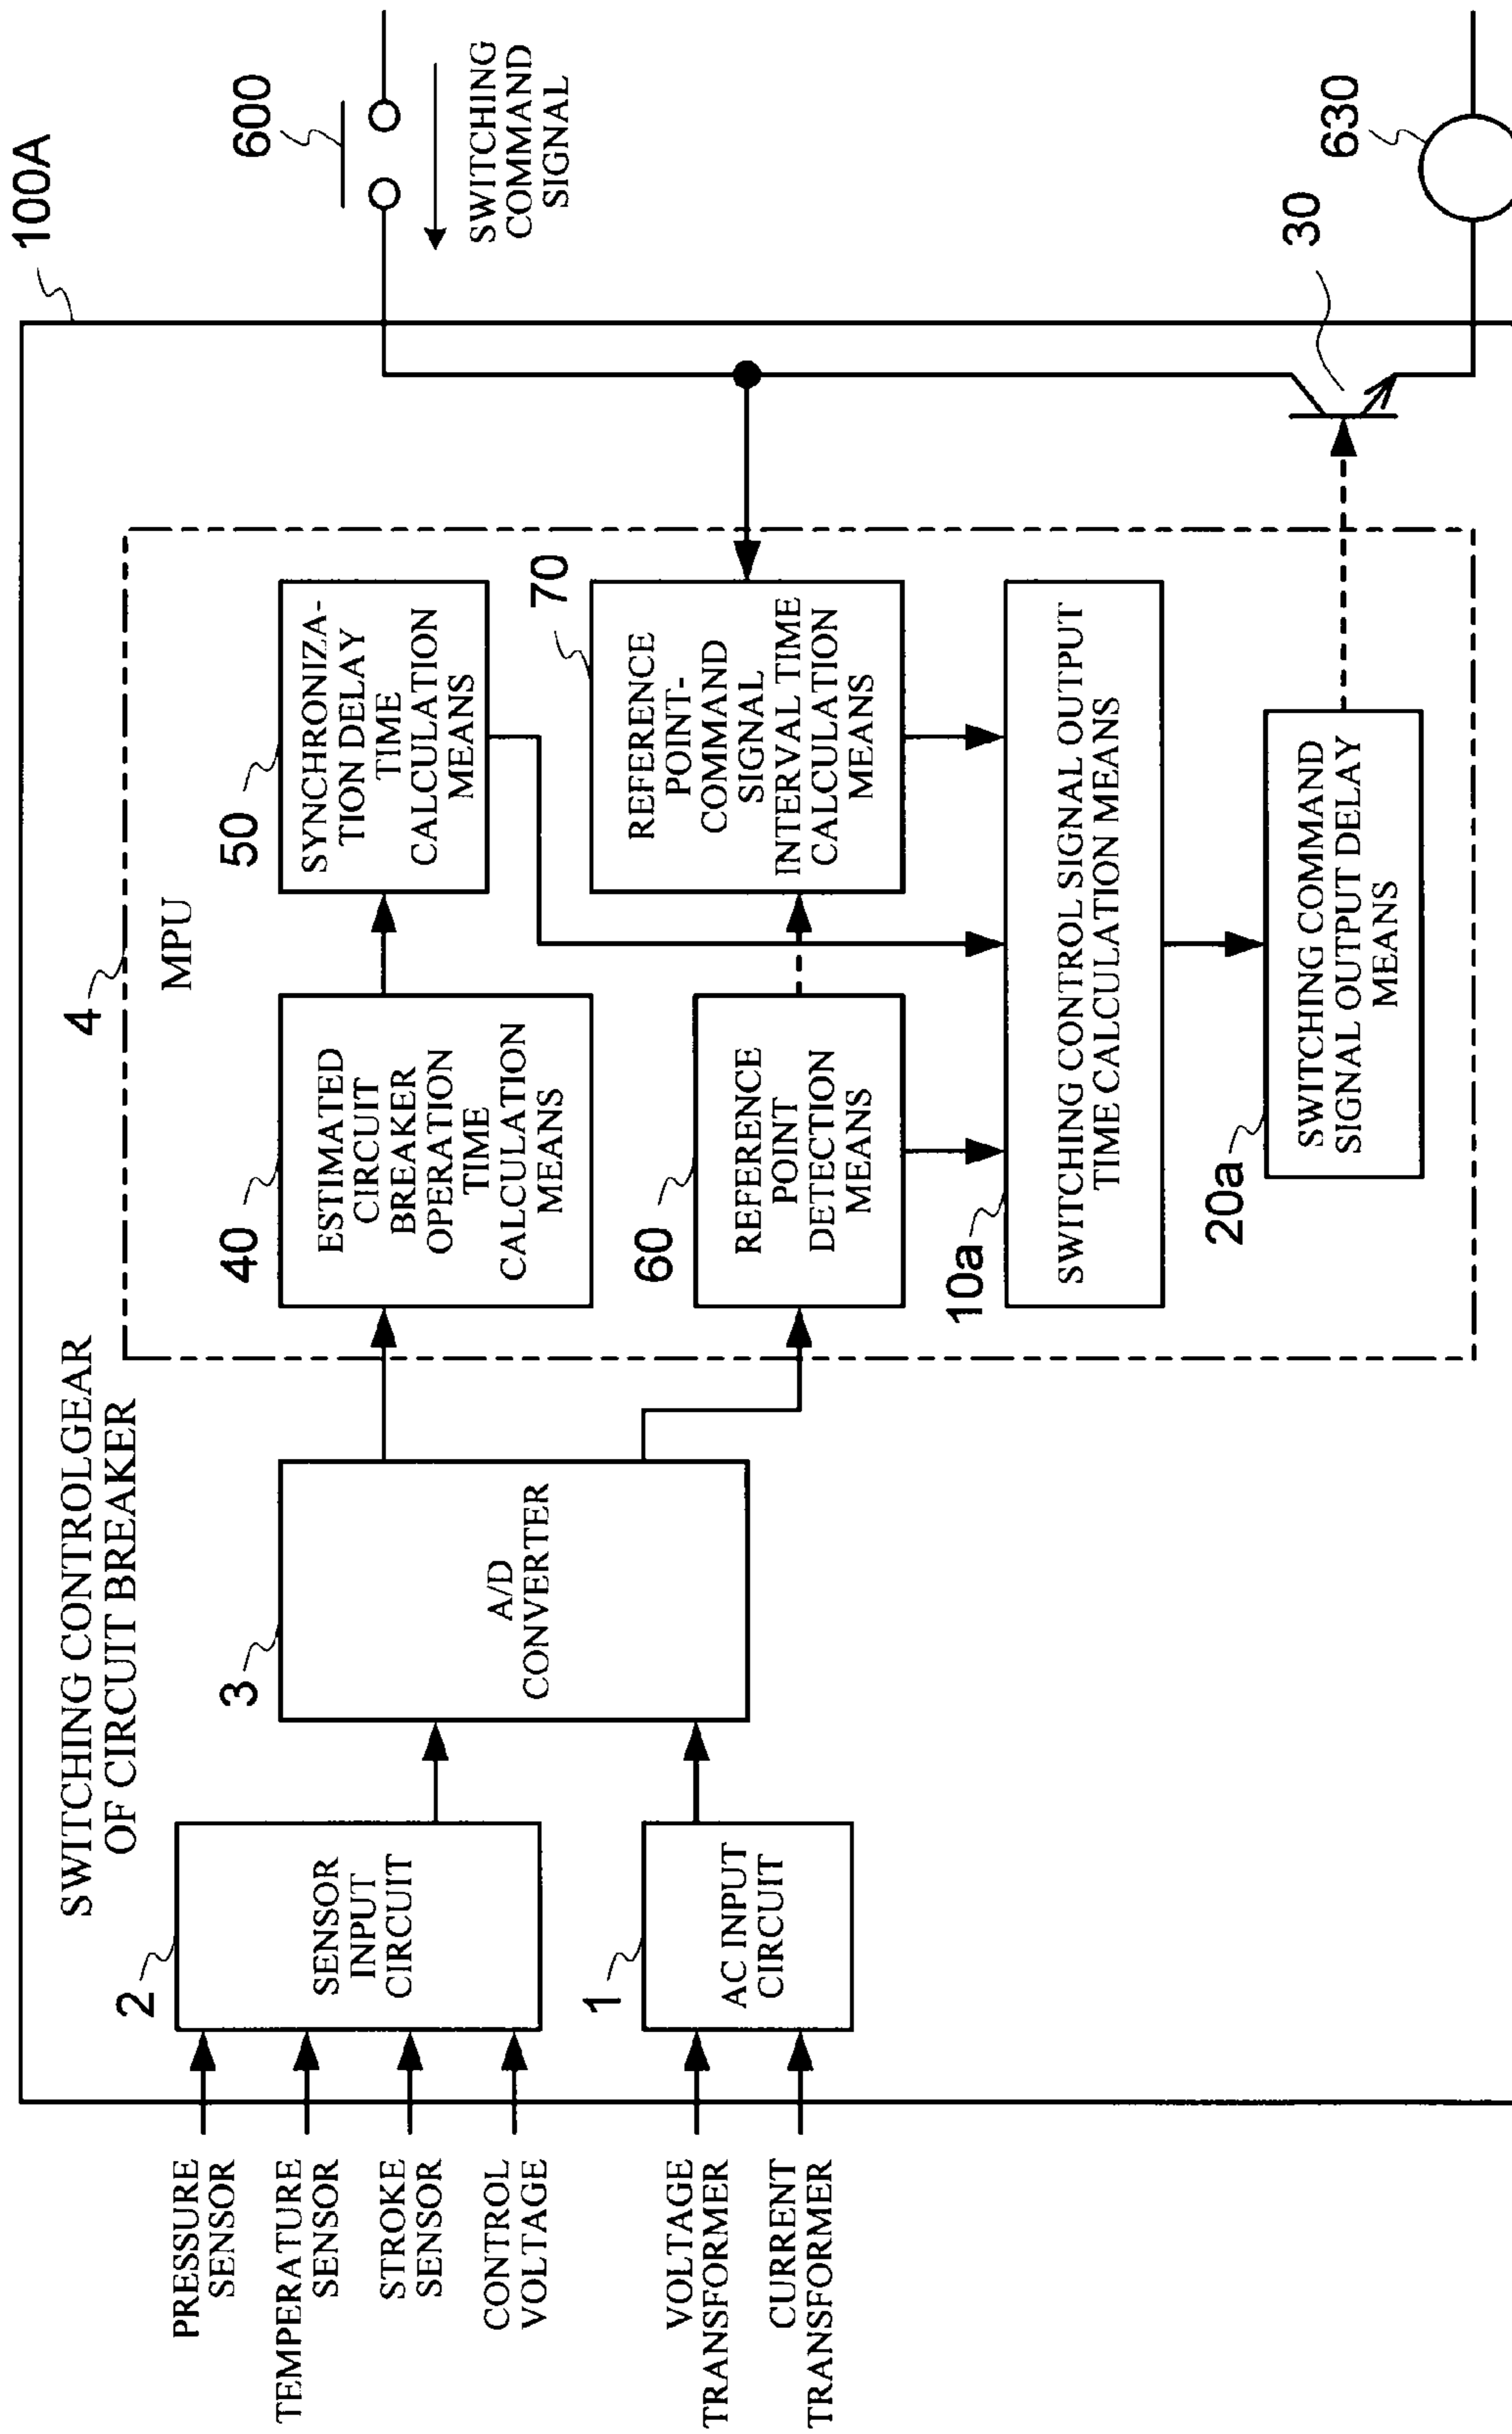 100A
SWITCHING CONTROLGEAR
OF CIRCUIT BREAKER
PRESSURE
SENSOR
TEMPERATURE
SENSOR
STROKE
SENSOR
CONTROL
VOLTAGE
VOLTAGE
TRANSFORMER
CURRENT
TRANSFORMER
2
SENSOR
INPUT
CIRCUIT
1
AC INPUT
CIRCUIT
3
A/D
CONVERTER
4
MPU
40
ESTIMATED
CIRCUIT
BREAKER
OPERATION
TIME
CALCULATION
MEANS
50
SYNCHRONIZA-
TION DELAY
TIME
CALCULATION
MEANS
60
REFERENCE
POINT
DETECTION
MEANS
70
REFERENCE
POINT-
COMMAND
SIGNAL
INTERVAL TIME
CALCULATION
MEANS
10a
SWITCHING CONTROL SIGNAL OUTPUT
TIME CALCULATION MEANS
20a
SWITCHING COMMAND
SIGNAL OUTPUT DELAY
MEANS
600
SWITCHING
COMMAND
SIGNAL
30
630